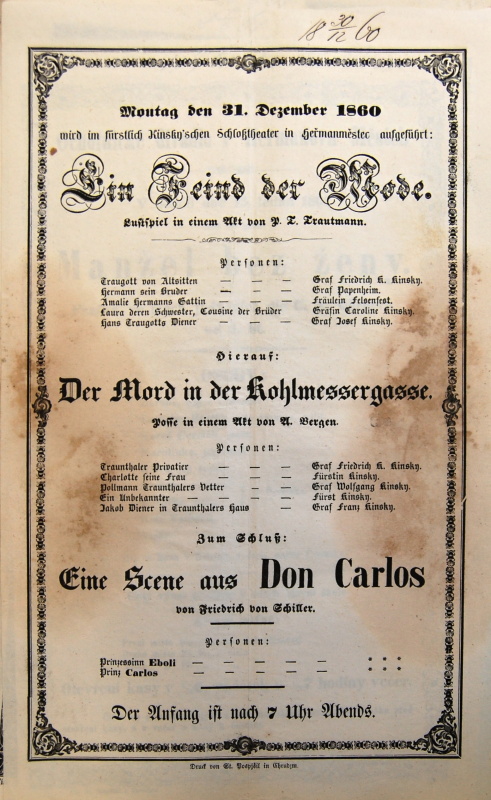 18 30/12 60
Montag den 31. Dezember 1860
wird im fürstlich Kinsky'schen Schloßtheater in Heřmanměstec aufgeführt:
Ein Feind der Mode.
Lustspiel in einem Akt von P. T. Trautmann.
Personen:
Traugott von Altsitten — — — Graf Friedrich K. Kinsky.
Hermann sein Bruder — — — Graf Papenheim.
Amalie Hermanns Gattin — — — Fräulein Felsenfest.
Laura deren Schwester, Cousine der Brüder Gräfin Caroline Kinsky.
Hans Traugotts Diener — — — Graf Josef Kinsky.
Hierauf:
Der Mord in der Kohlmessergasse.
Posse in einem Akt von A. Bergen.
Personen:
Traunthaler Privatier — — — Graf Friedrich K. Kinsky.
Charlotte seine Frau — — — Fürstin Kinsky.
Pollmann Traunthalers Vetter — — Graf Wolfgang Kinsky.
Ein Unbekannter — — — — Fürst Kinsky.
Jakob Diener in Traunthalers Haus — — Graf Franz Kinsky.
Zum Schluß:
Eine Scene aus Don Carlos
von Friedrich von Schiller.
Personen:
Prinzessinn Eboli — — — — — — * * *
Prinz Carlos — — — — — — * * *
Der Anfang ist nach 7 Uhr Abends.
Druck von St. Pospišil in Chrudim.